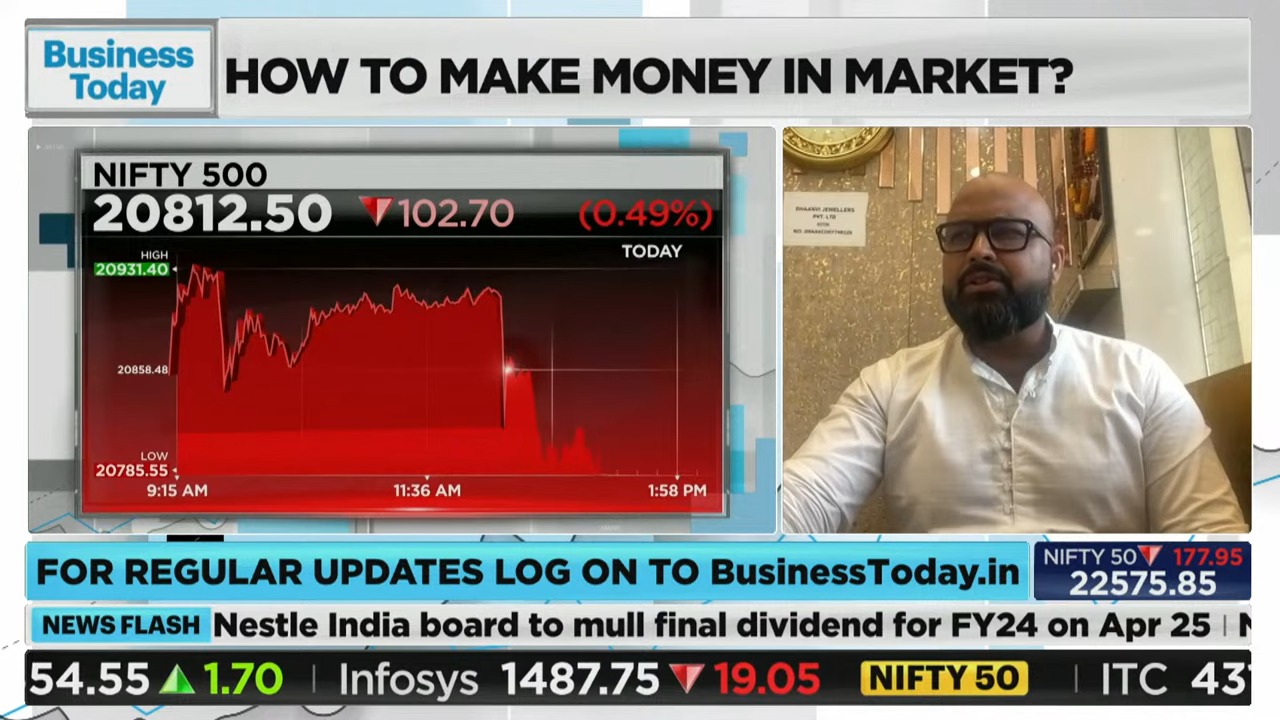 Business
Today
HOW TO MAKE MONEY IN MARKET?
NIFTY 500
20812.50 102.70 (0.49%)
TODAY
HIGH
20931.40
20858.48
LOW
20785.55
9:15 AM 11:36 AM 1:58 PM
PVT. LTD
FOR REGULAR UPDATES LOG ON TO BusinessToday.in
NIFTY 50 177.95
22575.85
NEWS FLASH Nestle India board to mull final dividend for FY24 on Apr 25
54.55 1.70 Infosys 1487.75 19.05 NIFTY 50 ITC 43